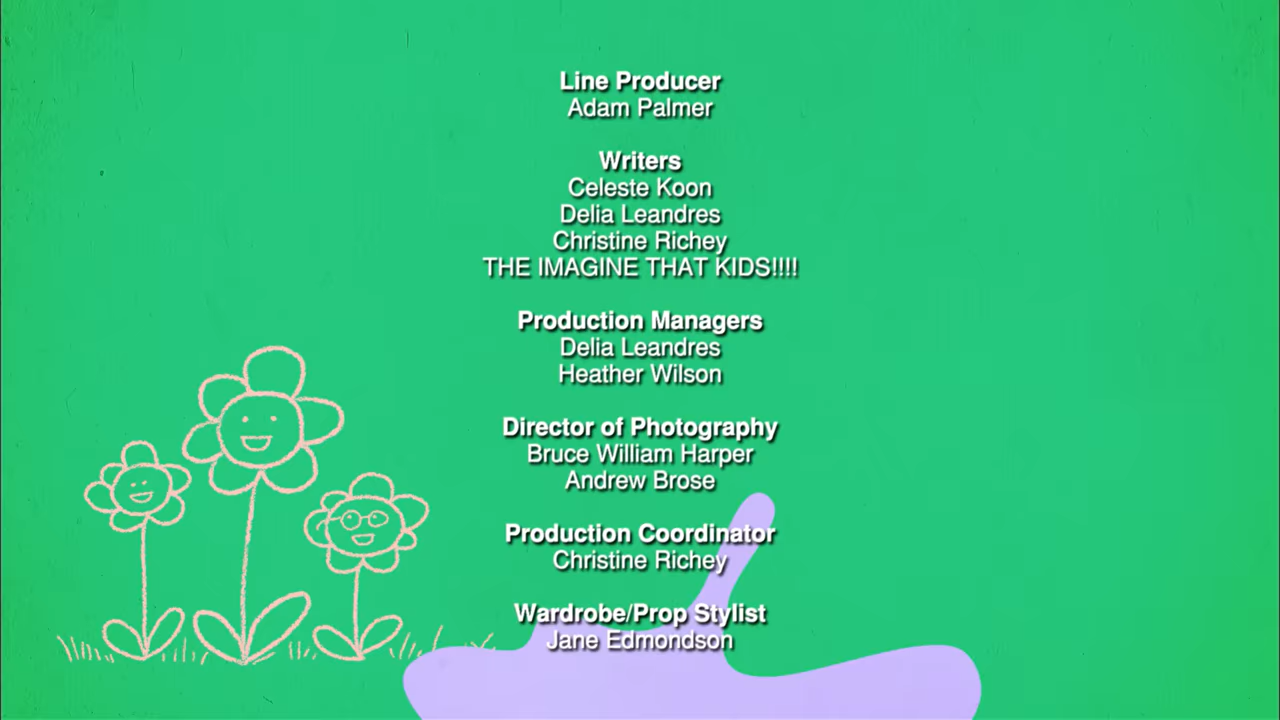 Line Producer
Adam Palmer
Writers
Celeste Koon
Delia Leandres
Christine Richey
THE IMAGINE THAT KIDS!!!!
Production Managers
Delia Leandres
Heather Wilson
Director of Photography
Bruce William Harper
Andrew Brose
Production Coordinator
Christine Richey
Wardrobe/Prop Stylist
Jane Edmondson